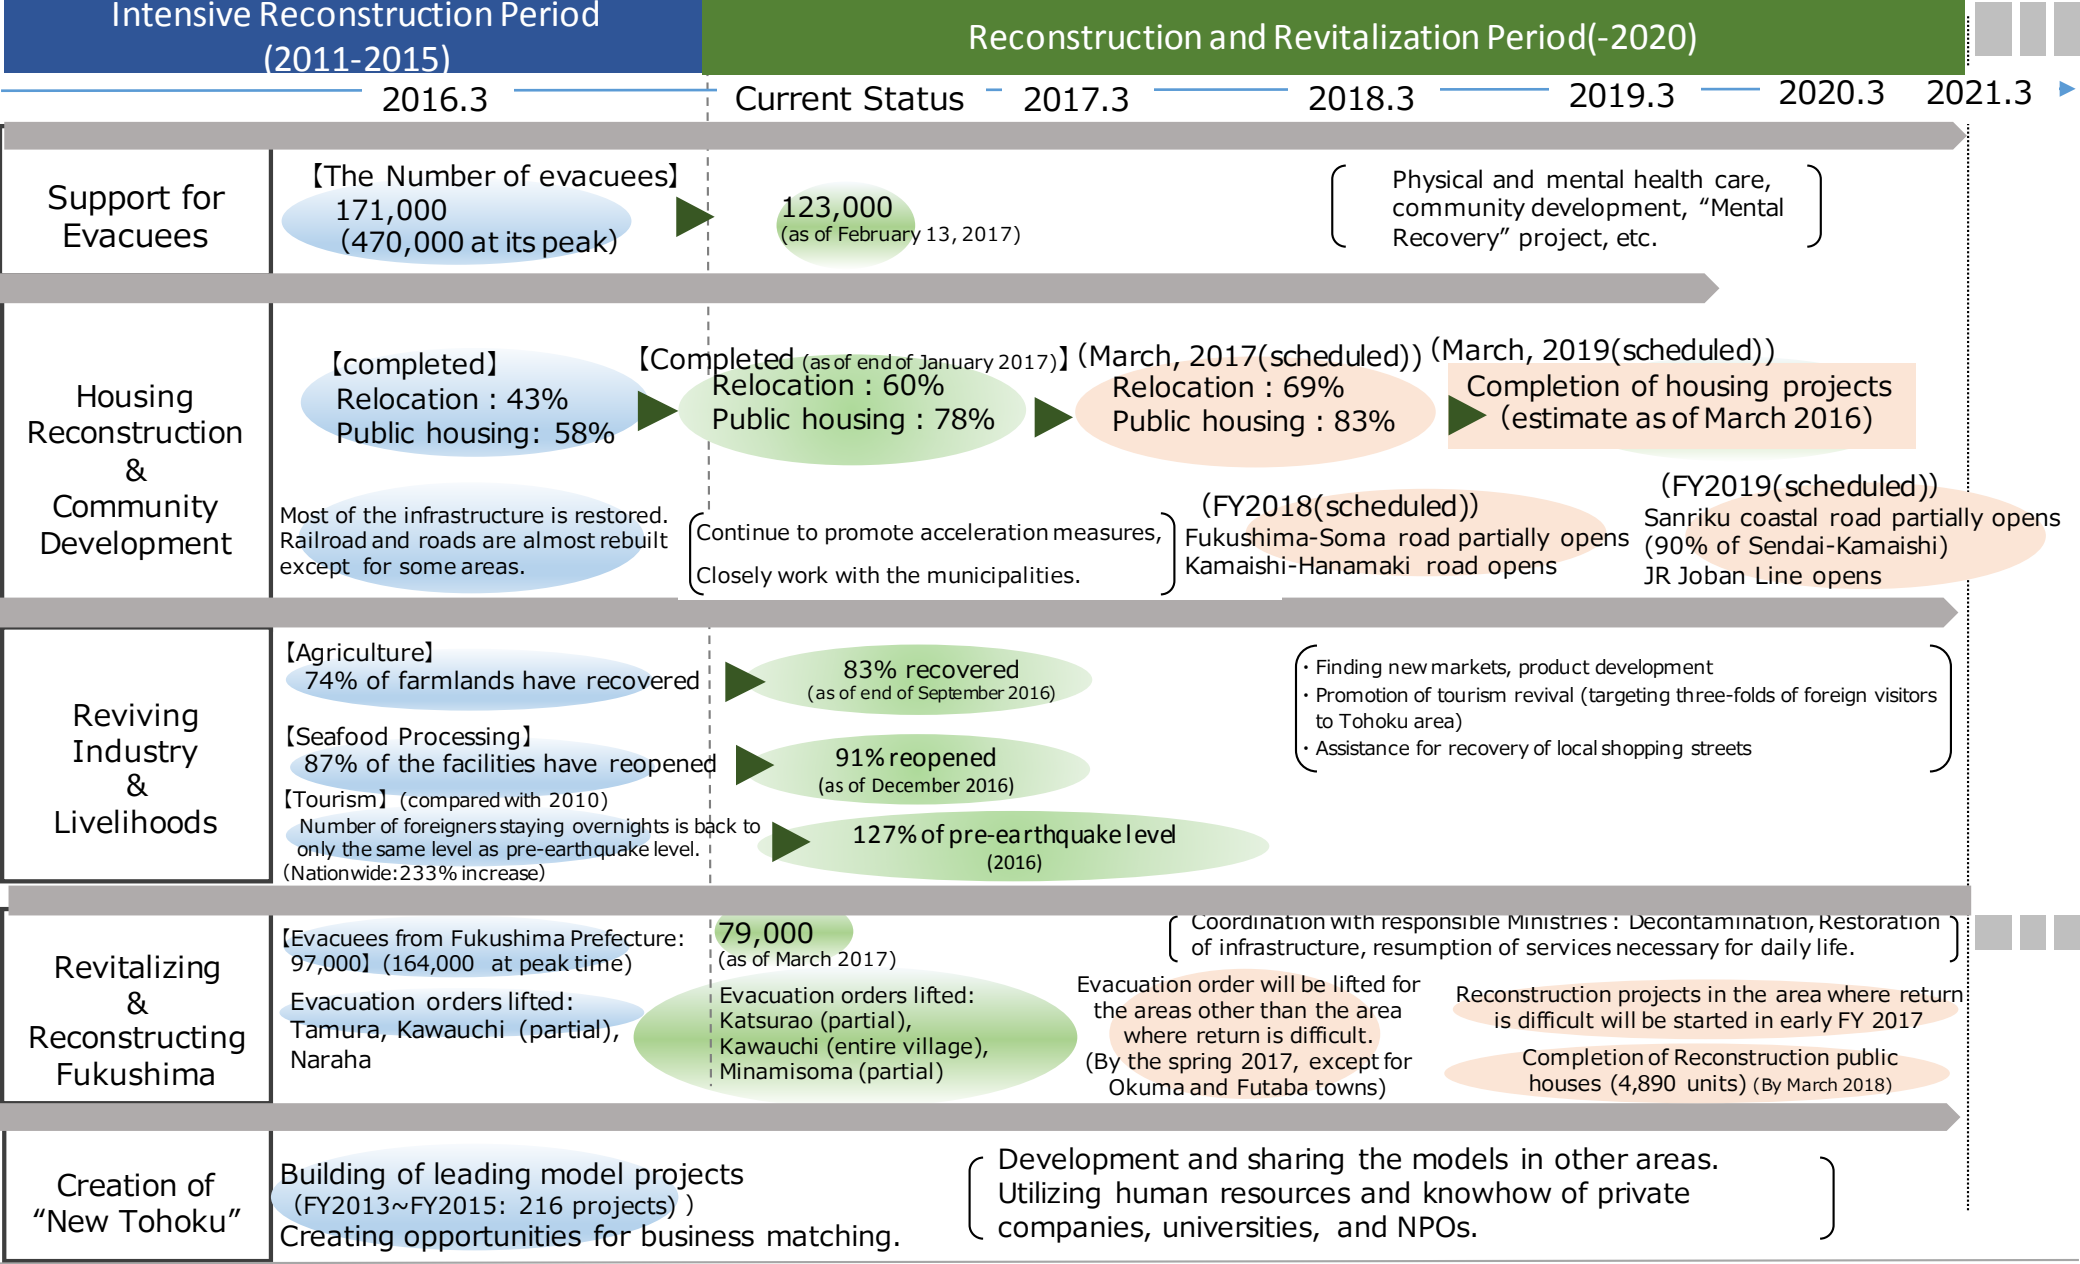 Intensive Reconstruction Period
(2011-2015)
Reconstruction and Revitalization Period(-2020)
2016.3
Current Status
2017.3
2018.3
2019.3
2020.3
2021.3
Support for
Evacuees
【The Number of evacuees】
171,000
（470,000 at its peak）
123,000
(as of February 13, 2017)
Physical and mental health care,
community development, “Mental
Recovery” project, etc.
Housing
Reconstruction
&
Community
Development
【completed】
Relocation : 43%
Public housing: 58%
【Completed (as of end of January 2017)】
Relocation : 60%
Public housing : 78%
(March, 2017(scheduled))
Relocation : 69%
Public housing : 83%
(March, 2019(scheduled))
Completion of housing projects
（estimate as of March 2016）
Most of the infrastructure is restored.
Railroad and roads are almost rebuilt
except for some areas.
Continue to promote acceleration measures,
Closely work with the municipalities.
（FY2018(scheduled)）
Fukushima-Soma road partially opens
Kamaishi-Hanamaki road opens
（FY2019(scheduled)）
Sanriku coastal road partially opens
(90% of Sendai-Kamaishi)
JR Joban Line opens
Reviving
Industry
&
Livelihoods
【Agriculture】
74% of farmlands have recovered
83% recovered
(as of end of September 2016)
【Seafood Processing】
87% of the facilities have reopened
91% reopened
(as of December 2016)
【Tourism】 (compared with 2010)
Number of foreigners staying overnights is back to
only the same level as pre-earthquake level.
（Nationwide:233% increase）
127% of pre-earthquake level
(2016)
・Finding new markets, product development
・Promotion of tourism revival (targeting three-folds of foreign visitors
to Tohoku area)
・Assistance for recovery of local shopping streets
Revitalizing
&
Reconstructing
Fukushima
【Evacuees from Fukushima Prefecture:
97,000】 (164,000 at peak time)
79,000
(as of March 2017)
Coordination with responsible Ministries : Decontamination, Restoration
of infrastructure, resumption of services necessary for daily life.
Evacuation orders lifted:
Tamura, Kawauchi (partial),
Naraha
Evacuation orders lifted:
Katsurao (partial),
Kawauchi (entire village),
Minamisoma (partial)
Evacuation order will be lifted for
the areas other than the area
where return is difficult.
(By the spring 2017, except for
Okuma and Futaba towns)
Reconstruction projects in the area where return
is difficult will be started in early FY 2017
Completion of Reconstruction public
houses (4,890 units) (By March 2018)
Creation of
“New Tohoku”
Building of leading model projects
（FY2013~FY2015: 216 projects)）
Creating opportunities for business matching.
Development and sharing the models in other areas.
Utilizing human resources and knowhow of private
companies, universities, and NPOs.